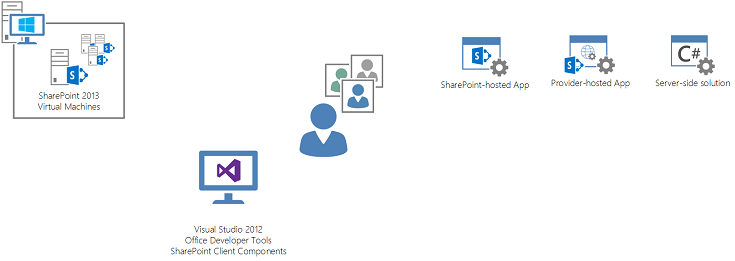 SharePoint 2013
Virtual Machines
SharePoint-hosted App
Provider-hosted App
C#
Server-side solution
Visual Studio 2012
Office Developer Tools
SharePoint Client Components